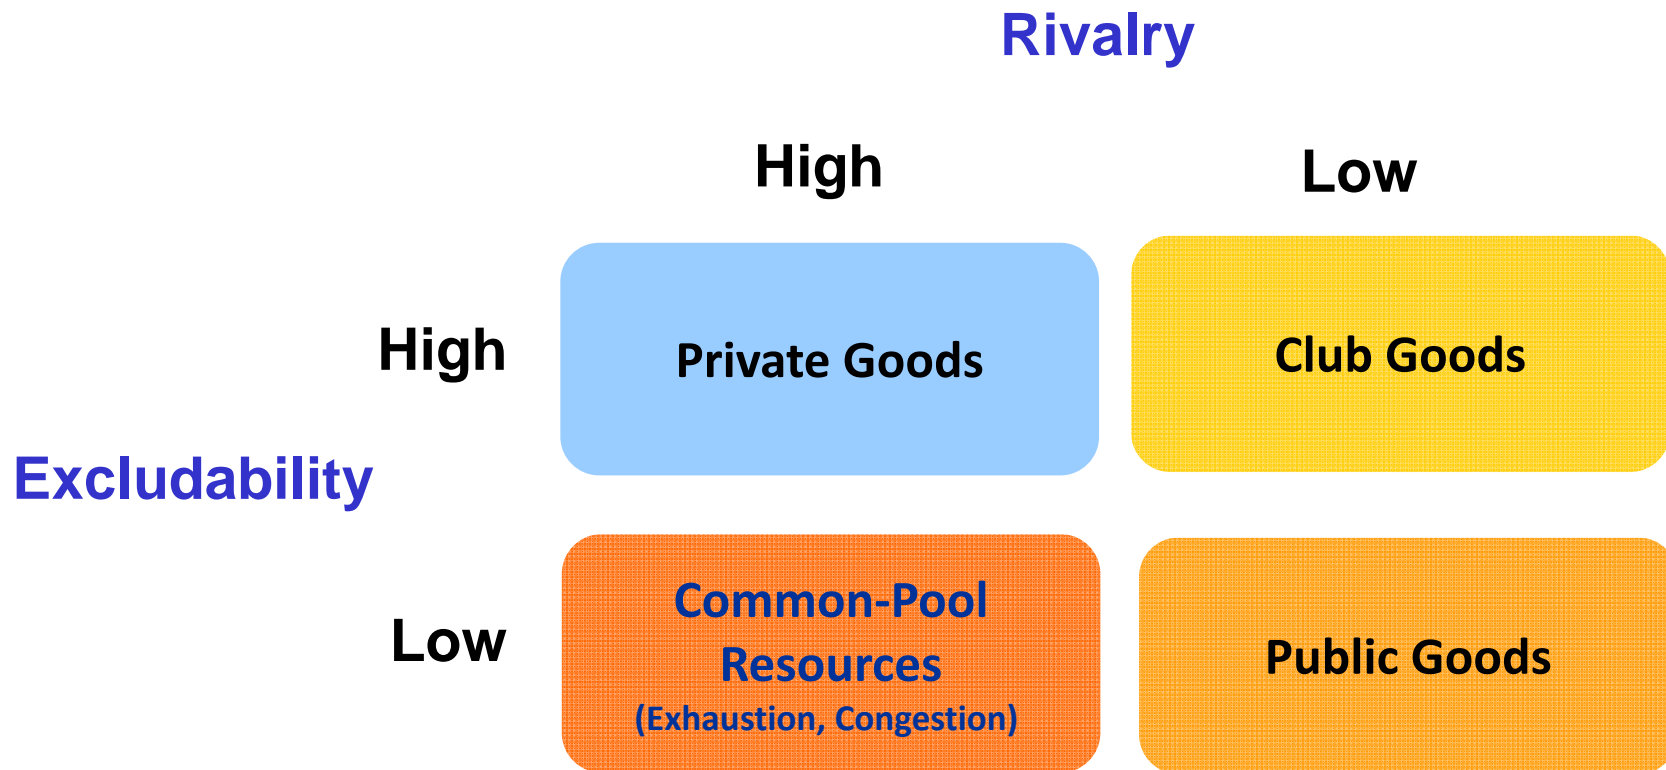 Rivalry
High
Low
High
Private Goods
Club Goods
Excludability
Low
Common-Pool
Resources
(Exhaustion, Congestion)
Public Goods